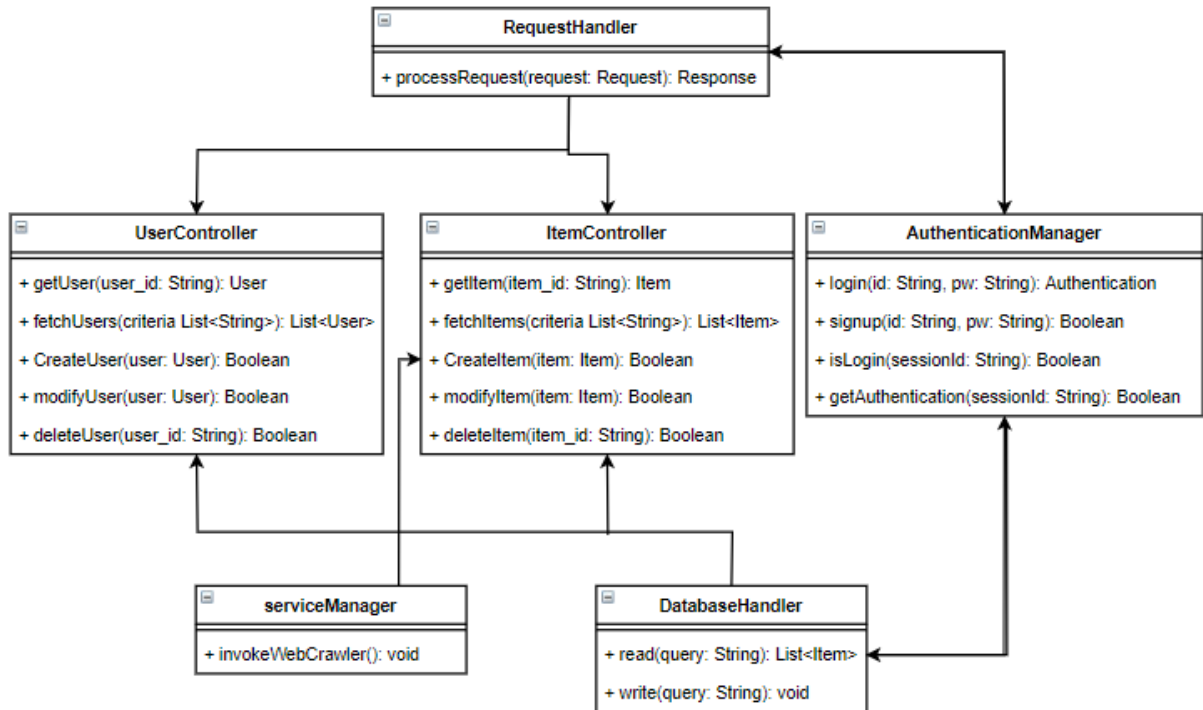 RequestHandler
+ processRequest(request: Request): Response
UserController
+ getUser(user_id: String): User
+ fetchUsers(criteria List<String>): List<User>
+ CreateUser(user: User): Boolean
+ modifyUser(user: User): Boolean
+ deleteUser(user_id: String): Boolean
ItemController
+ getItem(item_id: String): Item
+ fetchItems(criteria List<String>): List<Item>
+ CreateItem(item: Item): Boolean
+ modifyItem(item: Item): Boolean
+ deleteItem(item_id: String): Boolean
AuthenticationManager
+ login(id: String, pw: String): Authentication
+ signup(id: String, pw: String): Boolean
+ isLogin(sessionId: String): Boolean
+ getAuthentication(sessionId: String): Boolean
serviceManager
+ invokeWebCrawler(): void
DatabaseHandler
+ read(query: String): List<Item>
+ write(query: String): void